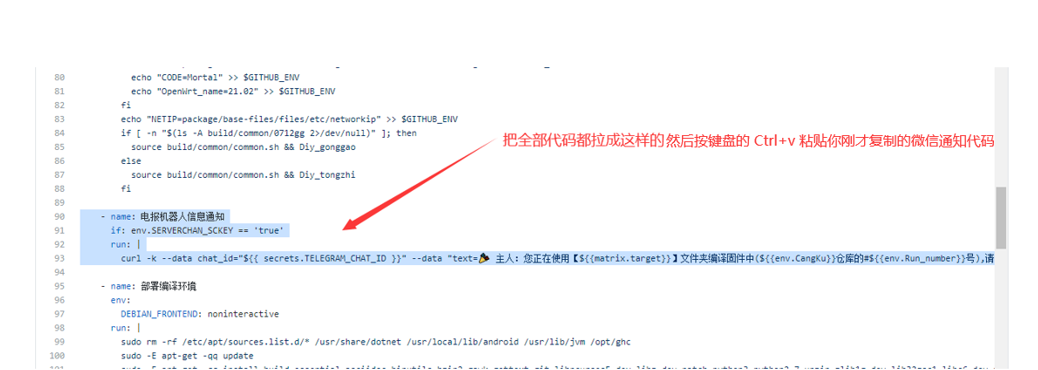 80 echo "CODE=Mortal" >> $GITHUB_ENV
81 echo "OpenWrt_name=21.02" >> $GITHUB_ENV
82 fi
83 echo "NETIP=package/base-files/files/etc/networkip" >> $GITHUB_ENV
84 if [ -n "$(ls -A build/common/0712gg 2>/dev/null)" ]; then
85 source build/common/common.sh && Diy_gonggao
86 else
87 source build/common/common.sh && Diy_tongzhi
88 fi
89
把全部代码都拉成这样的然后按键盘的 Ctrl+v 粘贴你刚才复制的微信通知代码
90 - name: 电报机器人信息通知
91 if: env.SERVERCHAN_SCKEY == 'true'
92 run: |
93 curl -k --data chat_id="${{ secrets.TELEGRAM_CHAT_ID }}" --data "text=🎉 主人: 您正在使用【${{matrix.target}}】文件夹编译固件中(${{env.CangKu}}仓库的#${{env.Run_number}}号),请
94
95 - name: 部署编译环境
96 env:
97 DEBIAN_FRONTEND: noninteractive
98 run: |
99 sudo rm -rf /etc/apt/sources.list.d/* /usr/share/dotnet /usr/local/lib/android /usr/lib/jvm /opt/ghc
100 sudo -E apt-get -qq update